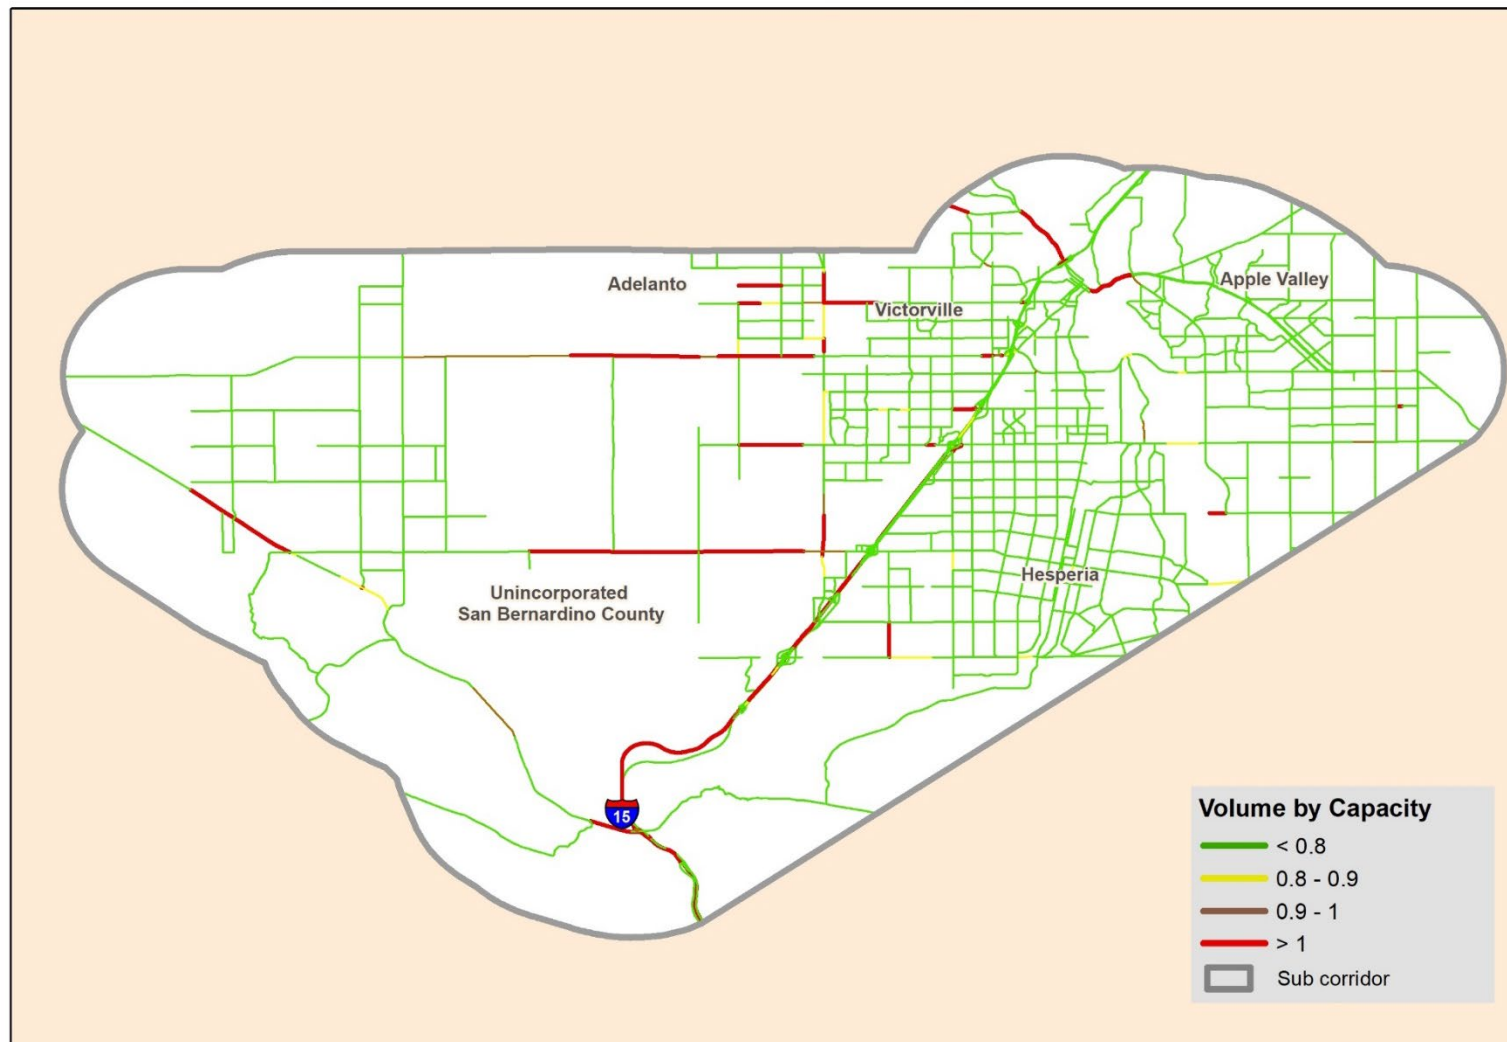 Adelanto
Apple Valley
Victorville
Hesperia
Unincorporated
San Bernardino County
15
Volume by Capacity
< 0.8
0.8 - 0.9
0.9 - 1
> 1
Sub corridor